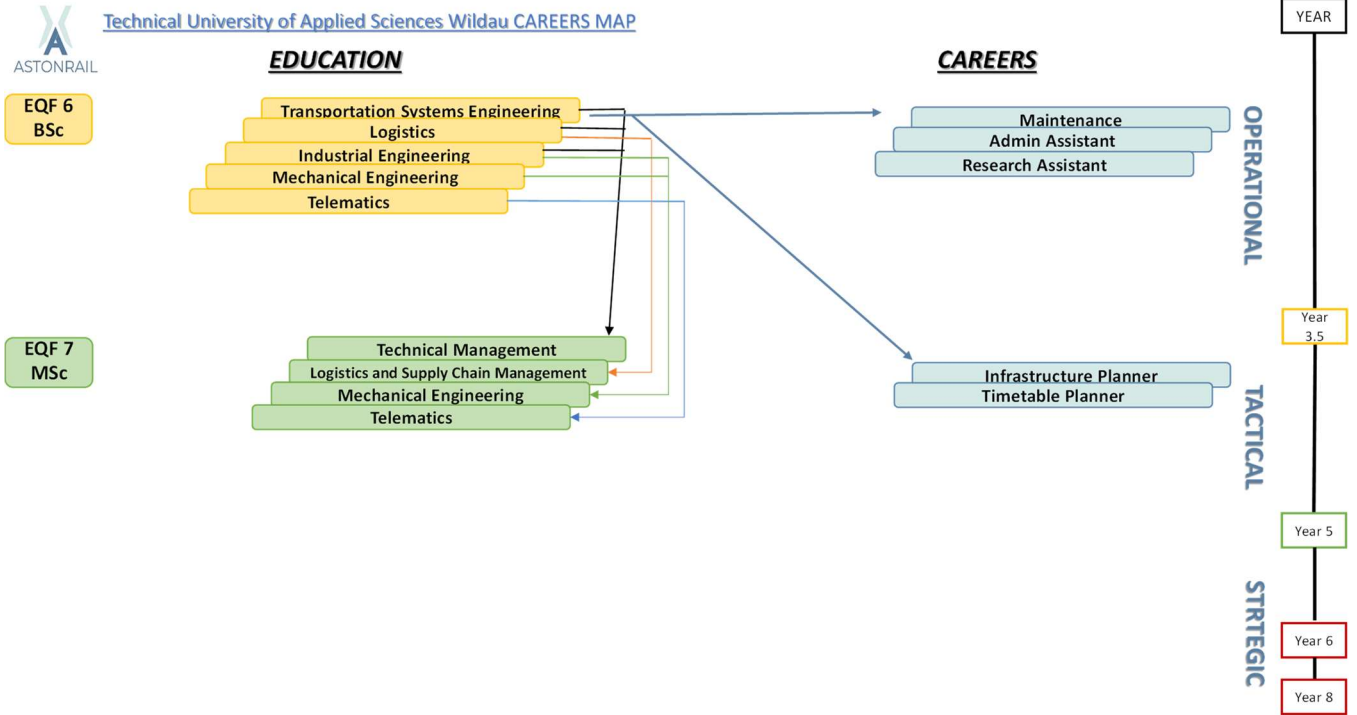 Technical University of Applied Sciences Wildau CAREERS MAP
ASTONRAIL
EDUCATION
CAREERS
YEAR
EQF 6
BSc
Transportation Systems Engineering
Logistics
Industrial Engineering
Mechanical Engineering
Telematics
Maintenance
Admin Assistant
Research Assistant
OPERATIONAL
Year
3.5
EQF 7
MSc
Technical Management
Logistics and Supply Chain Management
Mechanical Engineering
Telematics
Infrastructure Planner
Timetable Planner
TACTICAL
Year 5
STRTEGIC
Year 6
Year 8